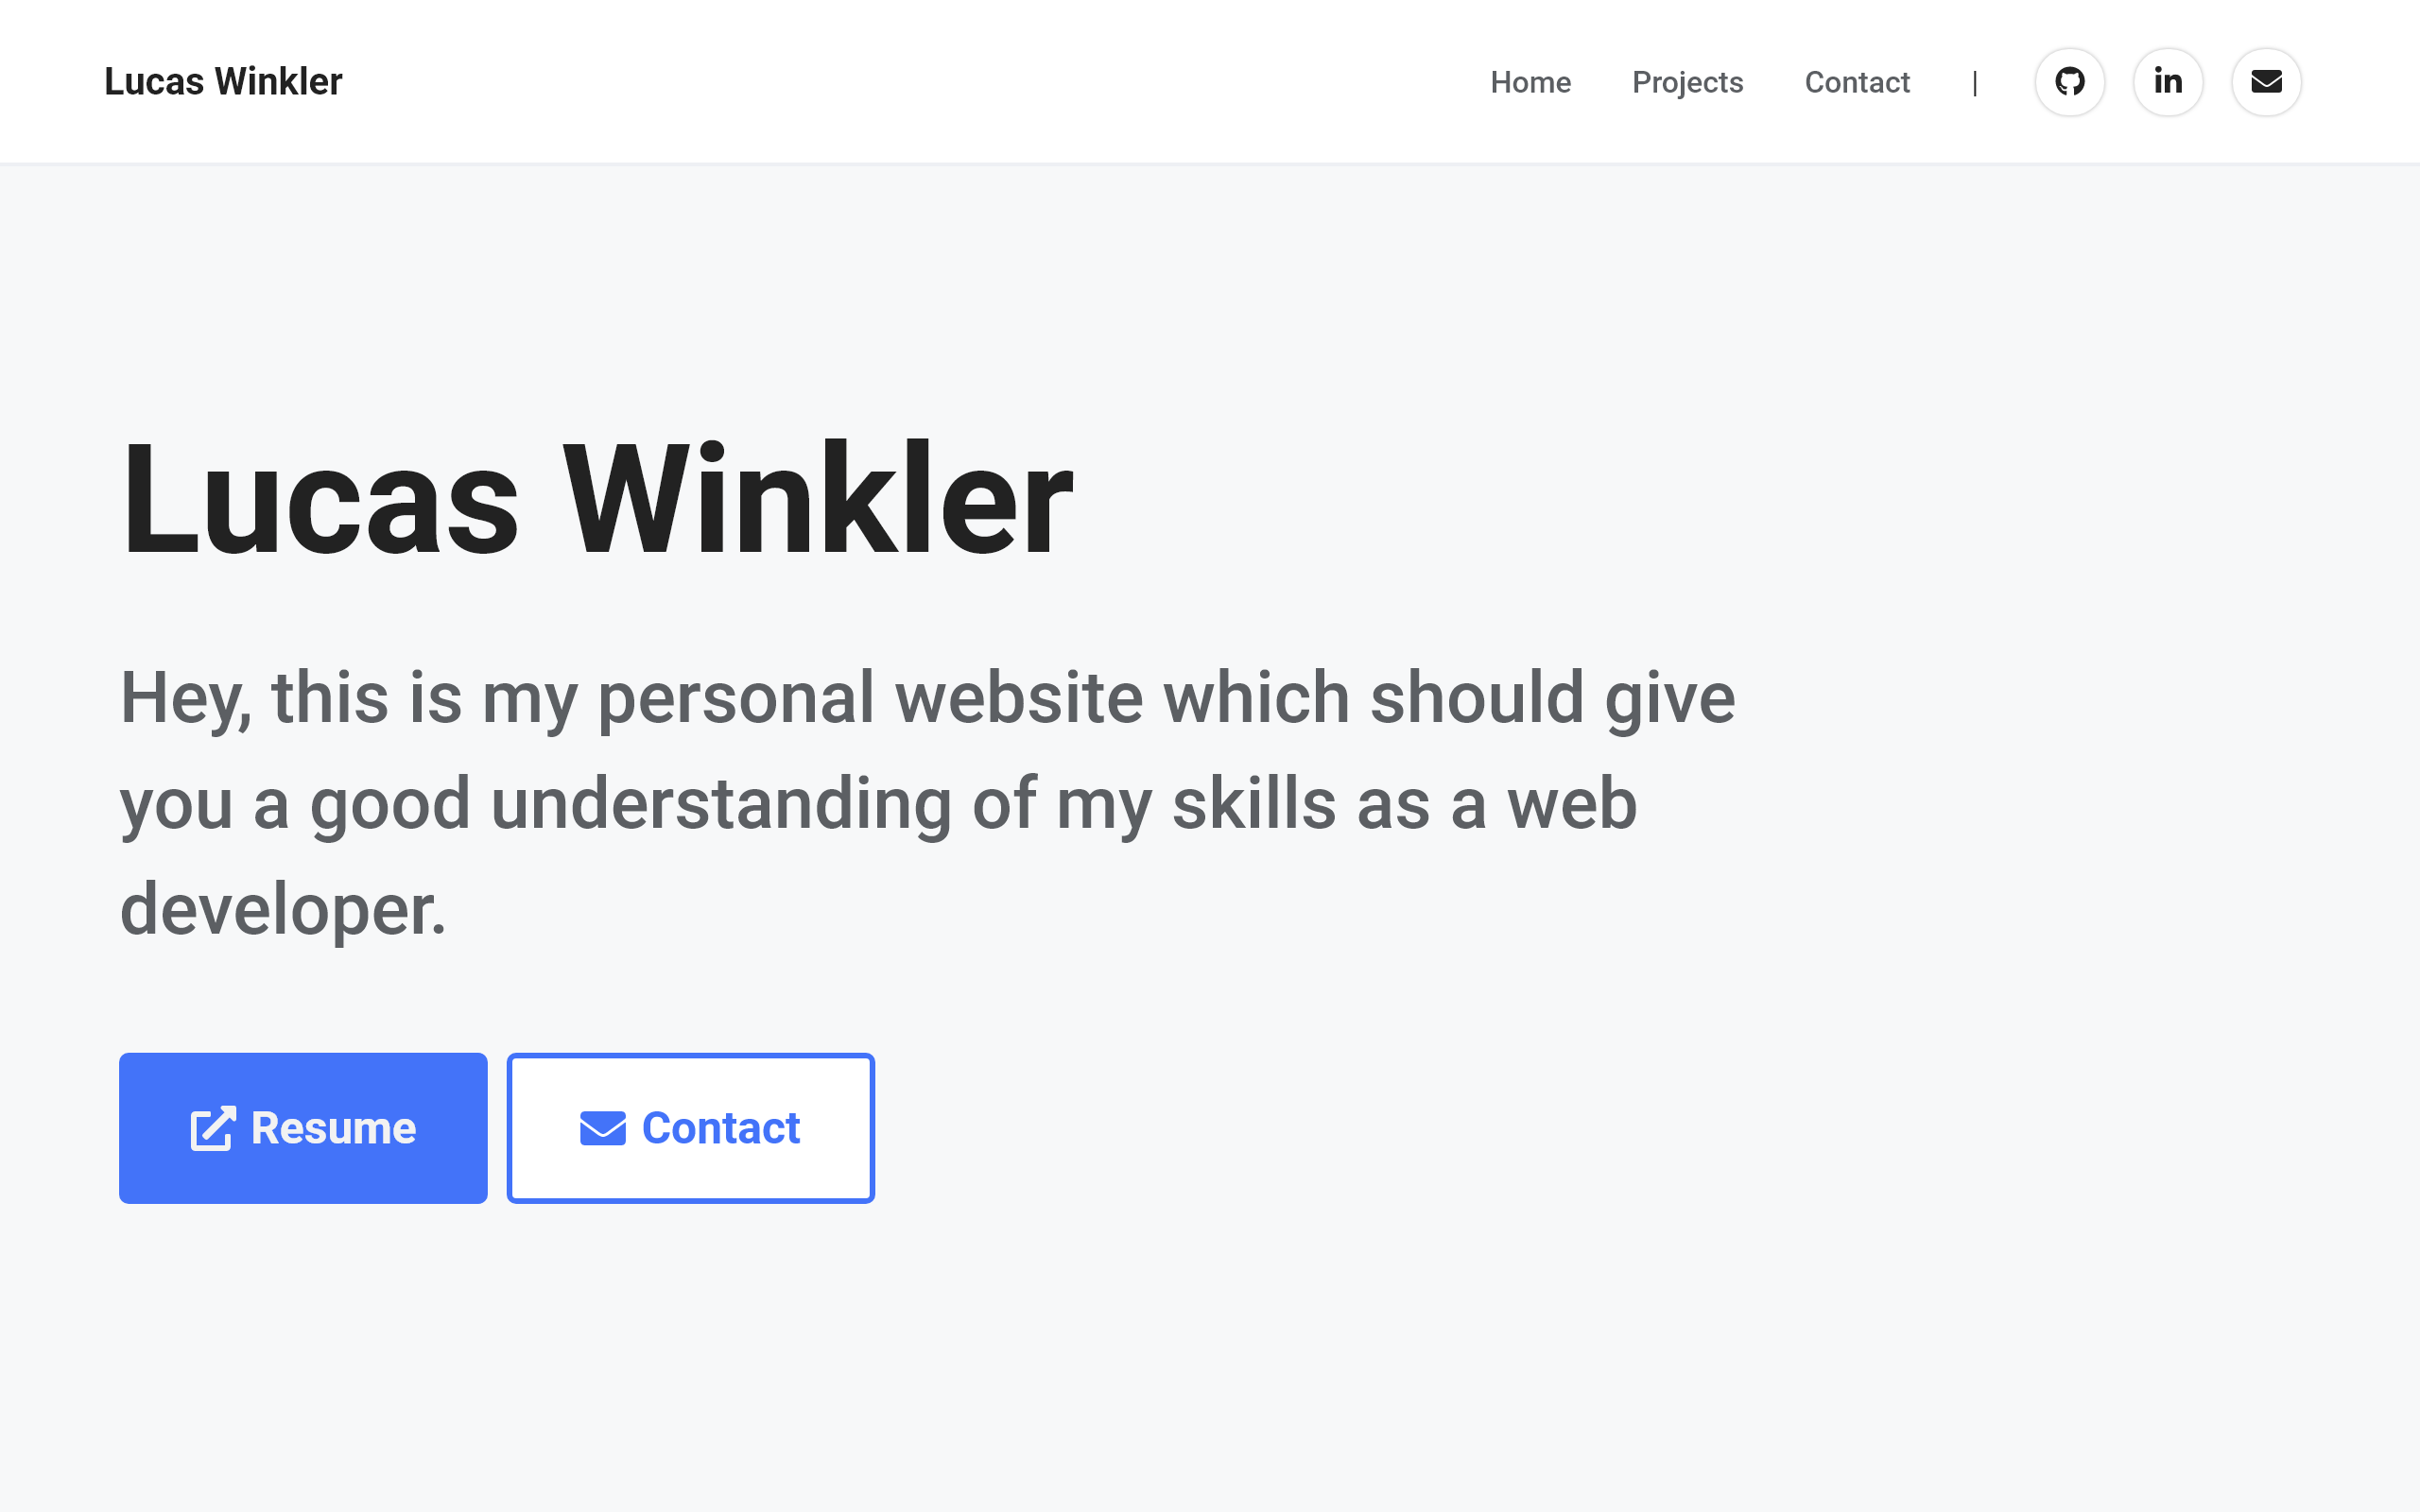 Lucas Winkler
Home Projects Contact | in
Lucas Winkler
Hey, this is my personal website which should give
you a good understanding of my skills as a web
developer.
Resume Contact